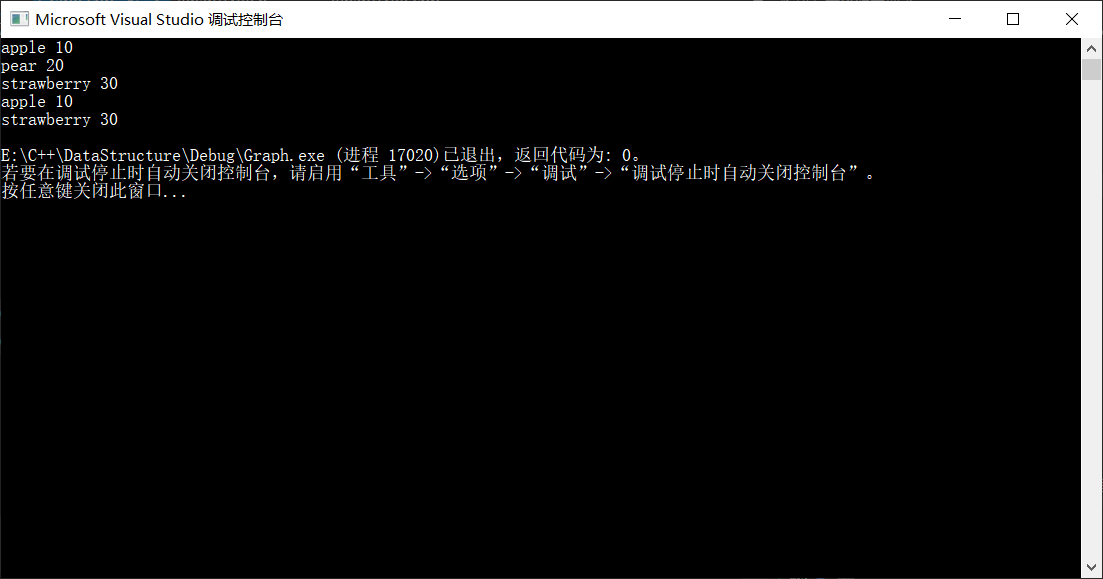 Microsoft Visual Studio 调试控制台
apple 10
pear 20
strawberry 30
apple 10
strawberry 30
E:\C++\DataStructure\Debug\Graph.exe (进程 17020)已退出，返回代码为: 0。
若要在调试停止时自动关闭控制台，请启用“工具”->“选项”->“调试”->“调试停止时自动关闭控制台”。
按任意键关闭此窗口...